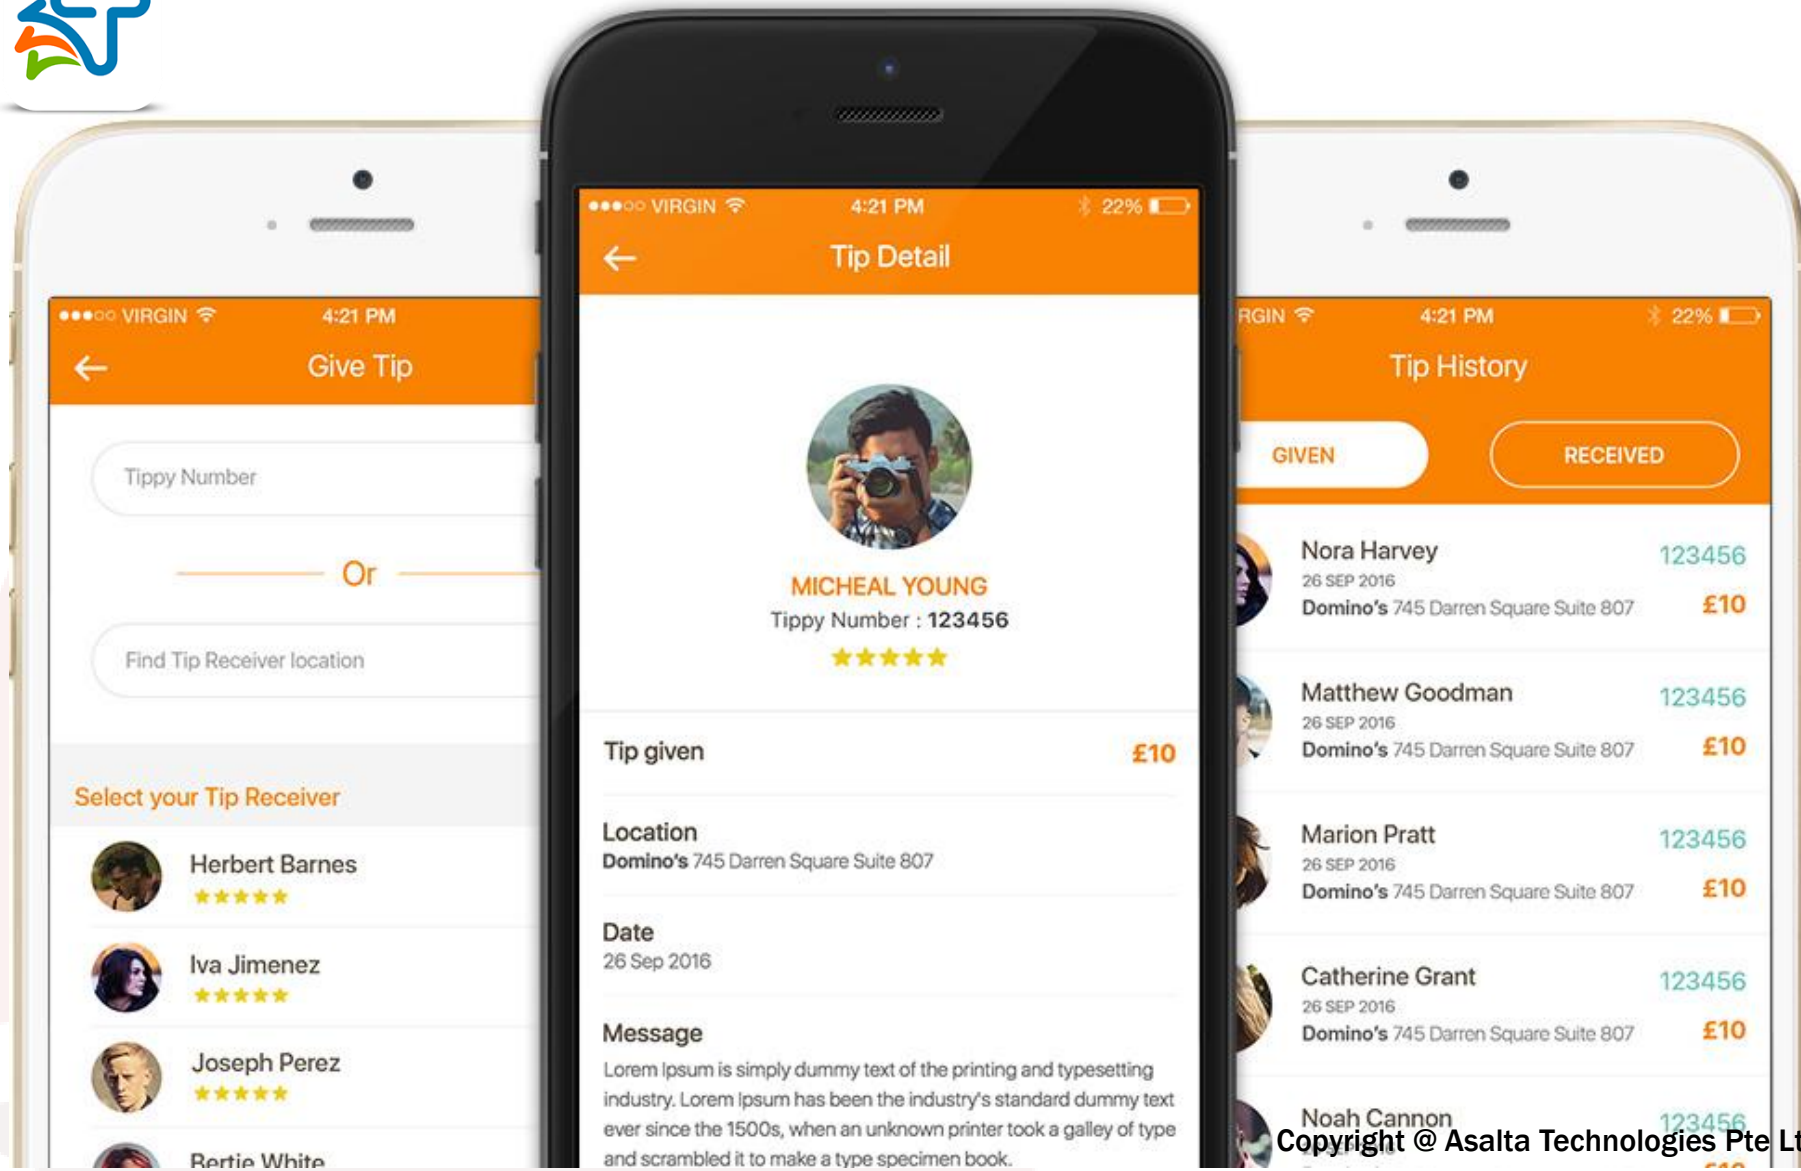 VIRGIN 4:21 PM
Give Tip
Tippy Number
Or
Find Tip Receiver location
Select your Tip Receiver
Herbert Barnes
Iva Jimenez
Joseph Perez
Bertie White
VIRGIN 4:21 PM 22%
Tip Detail
MICHEAL YOUNG
Tippy Number : 123456
Tip given £10
Location
Domino's 745 Darren Square Suite 807
Date
26 Sep 2016
Message
Lorem Ipsum is simply dummy text of the printing and typesetting
industry. Lorem Ipsum has been the industry's standard dummy text
ever since the 1500s, when an unknown printer took a galley of type
and scrambled it to make a type specimen book.
RGIN 4:21 PM 22%
Tip History
GIVEN RECEIVED
Nora Harvey 123456
26 SEP 2016
Domino's 745 Darren Square Suite 807 £10
Matthew Goodman 123456
26 SEP 2016
Domino's 745 Darren Square Suite 807 £10
Marion Pratt 123456
26 SEP 2016
Domino's 745 Darren Square Suite 807 £10
Catherine Grant 123456
26 SEP 2016
Domino's 745 Darren Square Suite 807 £10
Noah Cannon 123456
Copyright @ Asalta Technologies Pte Lt